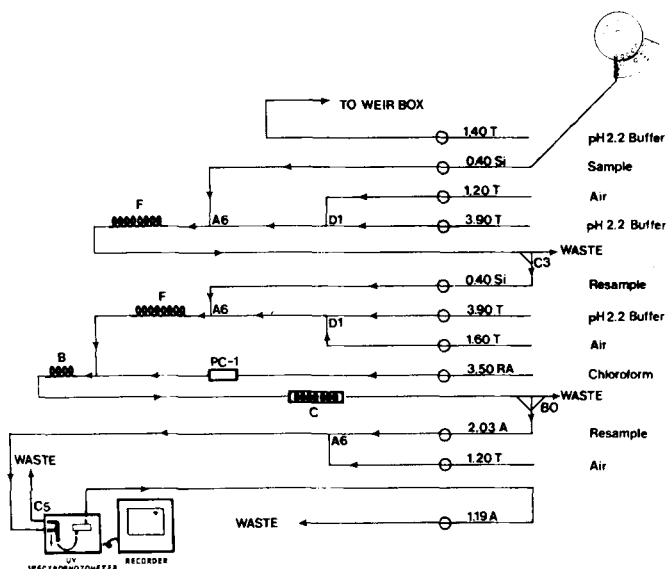 TO WEIR BOX
1.40 T pH 2.2 Buffer
0.40 Si Sample
1.20 T Air
F A6 D1 3.90 T pH 2.2 Buffer
WASTE
C3
0.40 Si Resample
F A6 D1 3.90 T pH 2.2 Buffer
1.60 T Air
B PC-1 3.50 RA Chloroform
WASTE
C BO
2.03 A Resample
WASTE A6
1.20 T Air
C5
WASTE 1.19 A
UV RECORDER
SPECTROPHOTOMETER